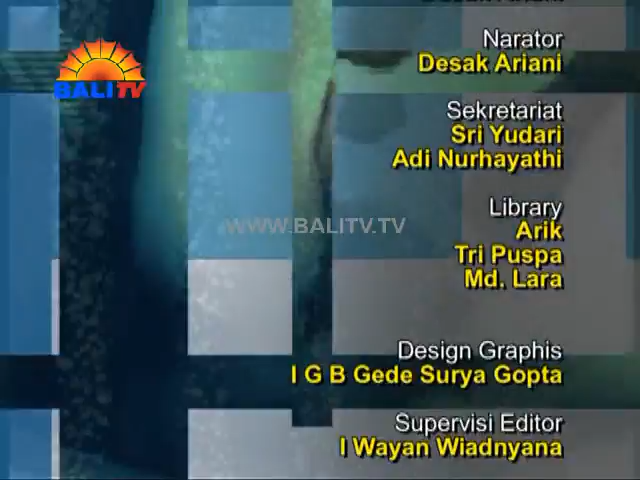 Narator
Desak Ariani
BALI TV
Sekretariat
Sri Yudari
Adi Nurhayathi
Library
WWW.BALITV.TV
Arik
Tri Puspa
Md. Lara
Design Graphis
I G B Gede Surya Gopta
Supervisi Editor
I Wayan Wiadnyana